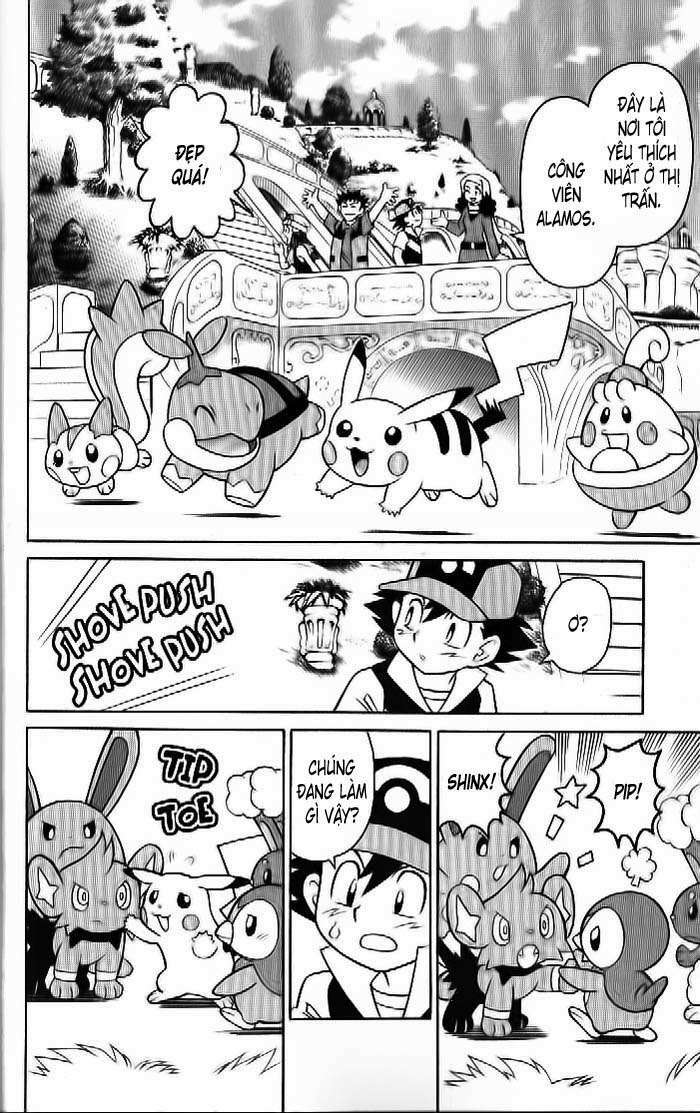 ĐÂY LÀ
NƠI TÔI
YÊU THÍCH
NHẤT Ở THỊ
TRẤN.
CÔNG
VIÊN
ALAMOS.
ĐẸP
QUÁ!
SHOVE PUSH
SHOVE PUSH
Ơ?
PIP!
SHINX!
CHÚNG
ĐANG LÀM
GÌ VẬY?
TIP
TOE